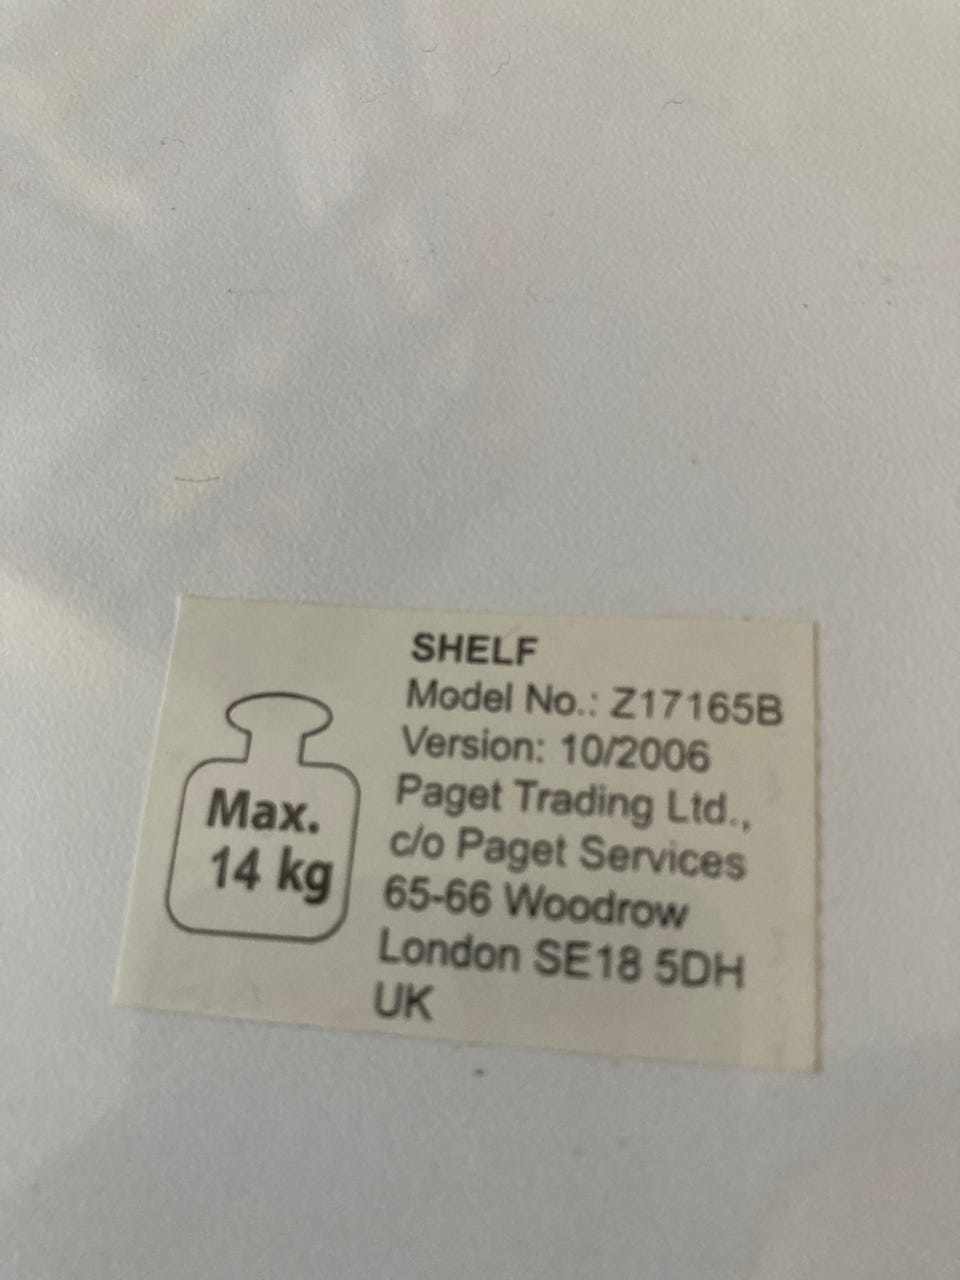 SHELF
Model No.: Z17165B
Version: 10/2006
Paget Trading Ltd.,
c/o Paget Services
65-66 Woodrow
London SE18 5DH
UK
Max.
14 kg